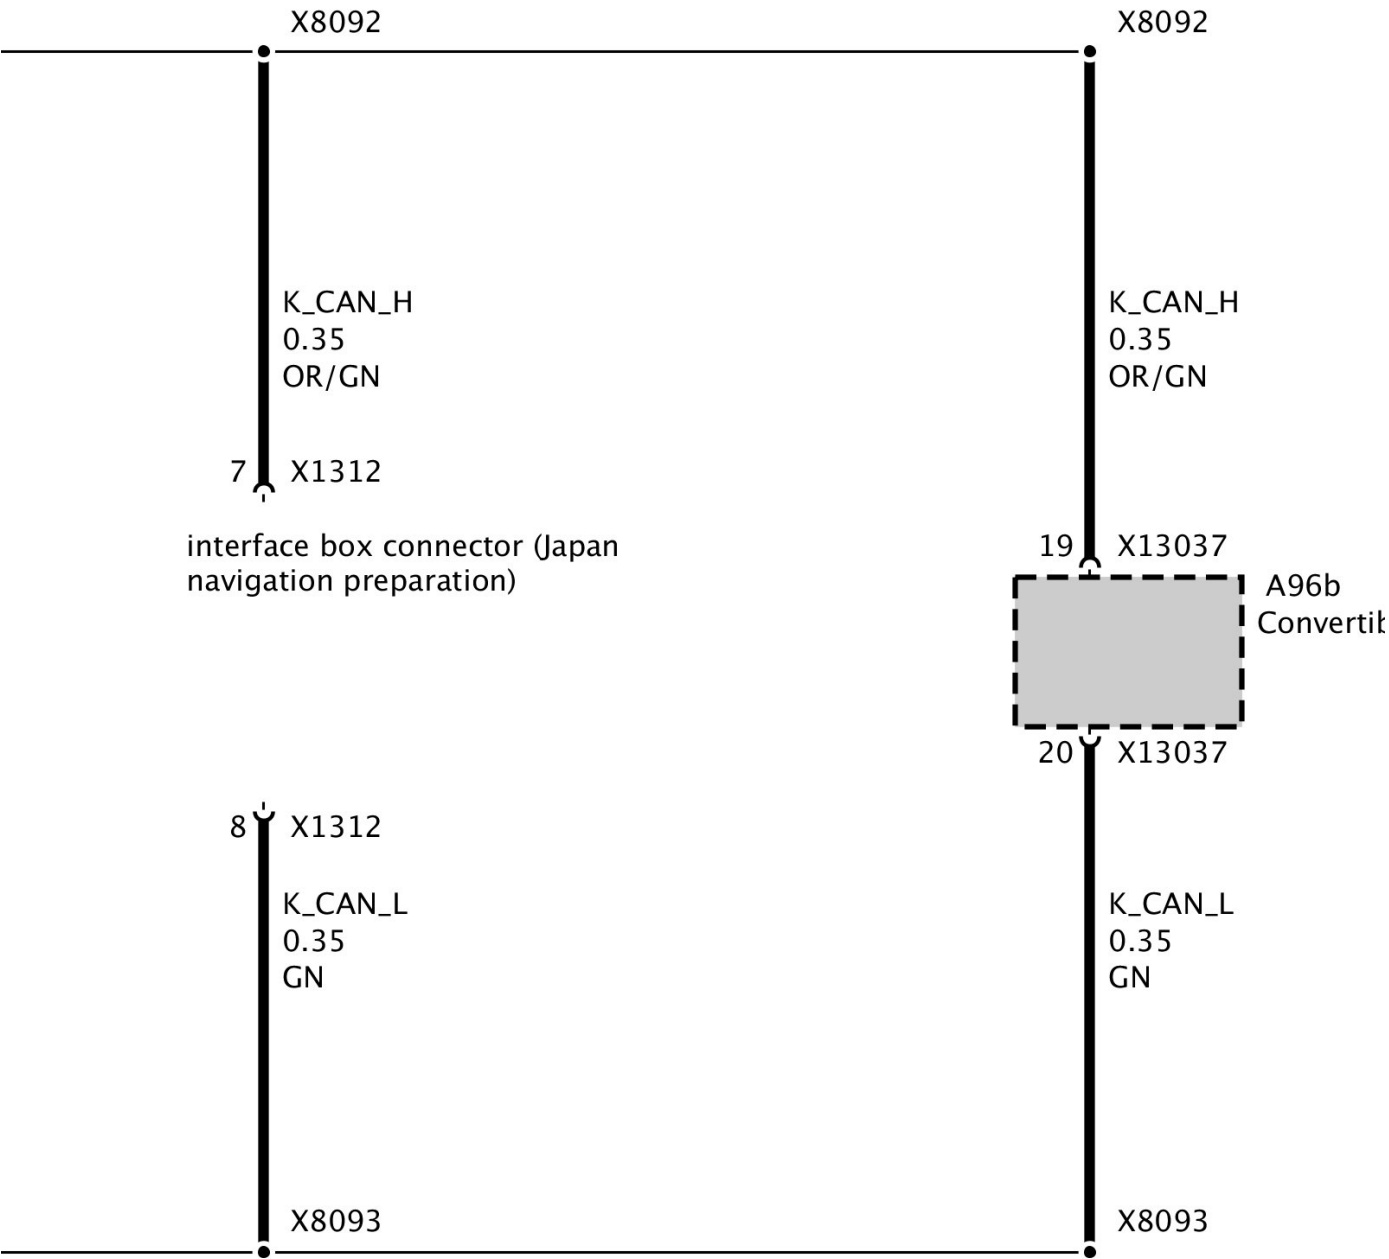 X8092
X8092
K_CAN_H
0.35
OR/GN
K_CAN_H
0.35
OR/GN
7 X1312
interface box connector (Japan
navigation preparation)
19 X13037
A96b
Convertib
20 X13037
8 X1312
K_CAN_L
0.35
GN
K_CAN_L
0.35
GN
X8093
X8093